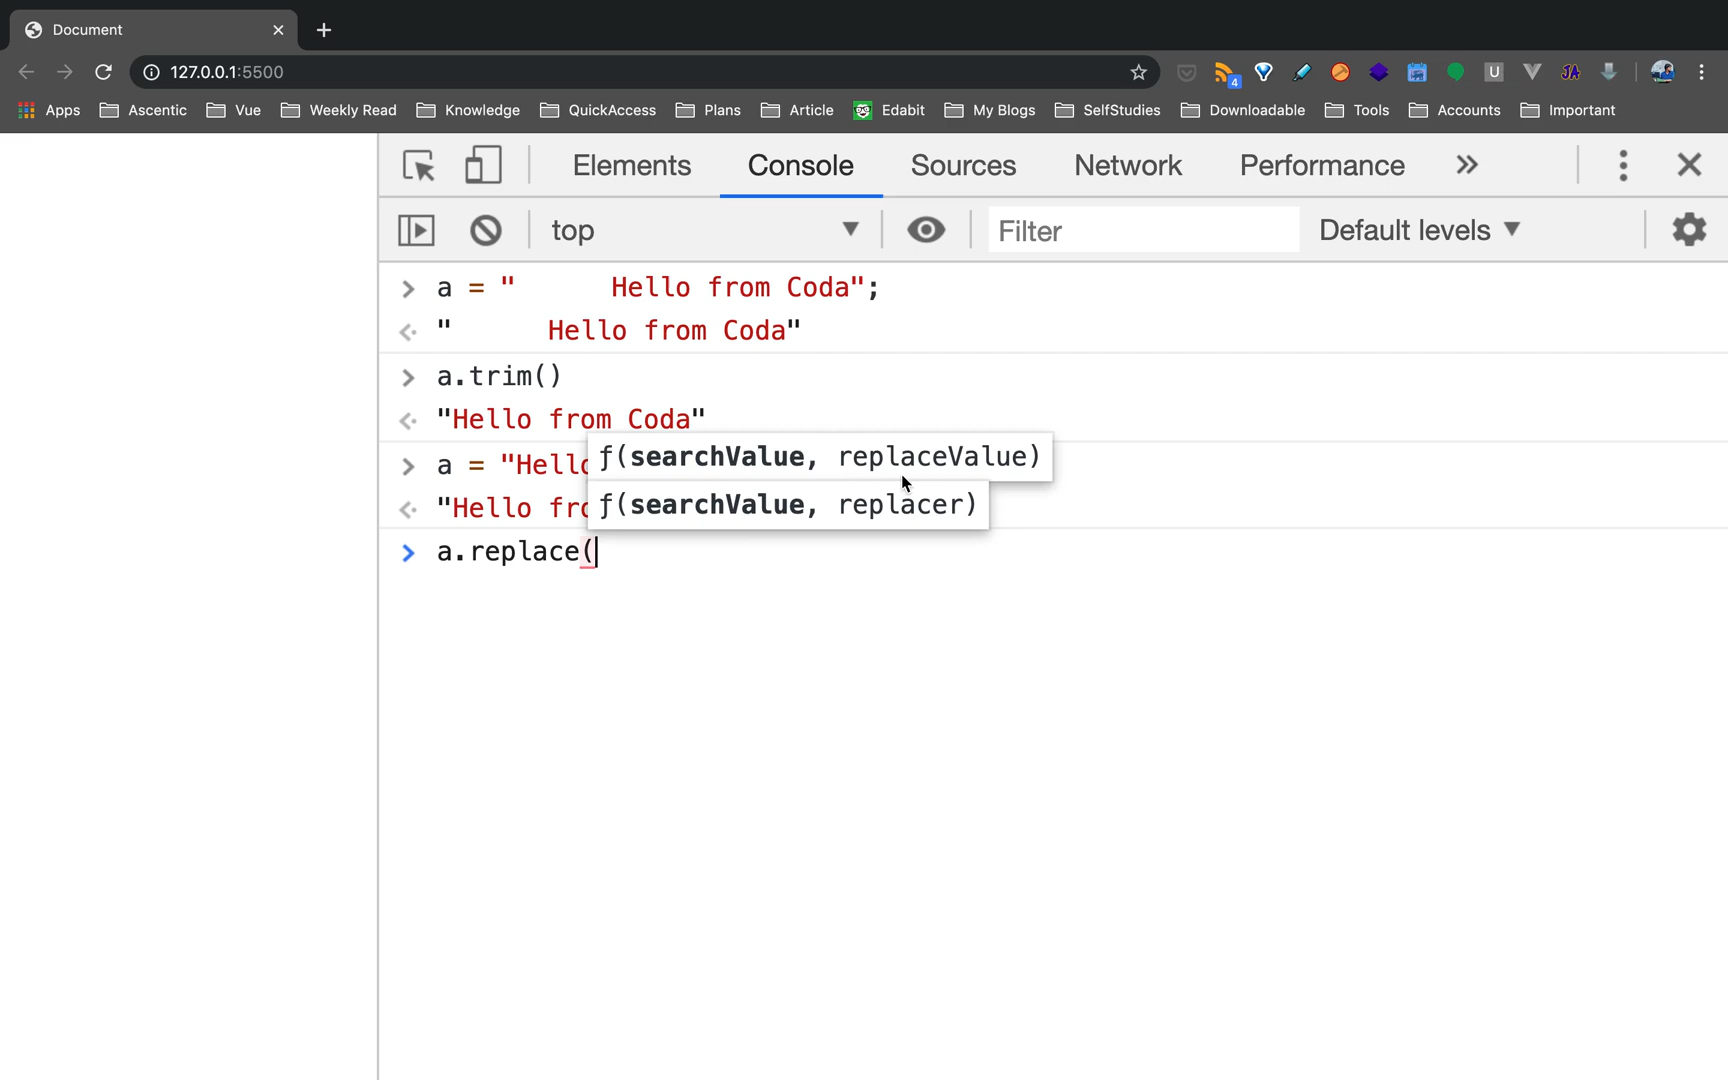 Document
127.0.0.1:5500
4
U
JA
Apps Ascentic Vue Weekly Read Knowledge QuickAccess Plans Article Edabit My Blogs SelfStudies Downloadable Tools Accounts Important
Elements Console Sources Network Performance
top Filter Default levels
> a = "      Hello from Coda";
"      Hello from Coda"
> a.trim()
"Hello from Coda"
ƒ(searchValue, replaceValue)
> a = "Hello
ƒ(searchValue, replacer)
"Hello
> a.replace(